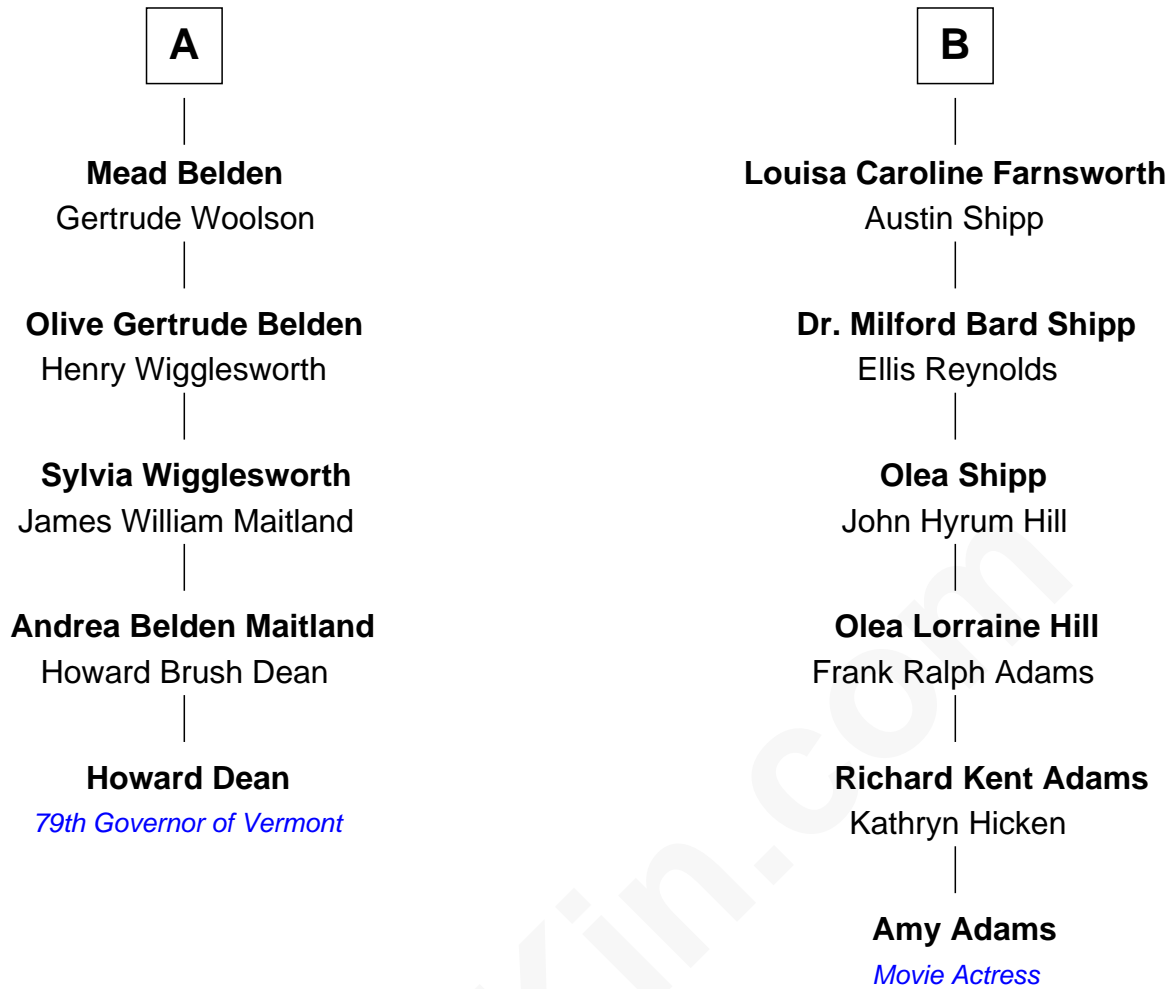 A
Mead Belden
Gertrude Woolson
Olive Gertrude Belden
Henry Wigglesworth
Sylvia Wigglesworth
James William Maitland
Andrea Belden Maitland
Howard Brush Dean
Howard Dean
79th Governor of Vermont
B
Louisa Caroline Farnsworth
Austin Shipp
Dr. Milford Bard Shipp
Ellis Reynolds
Olea Shipp
John Hyrum Hill
Olea Lorraine Hill
Frank Ralph Adams
Richard Kent Adams
Kathryn Hicken
Amy Adams
Movie Actress